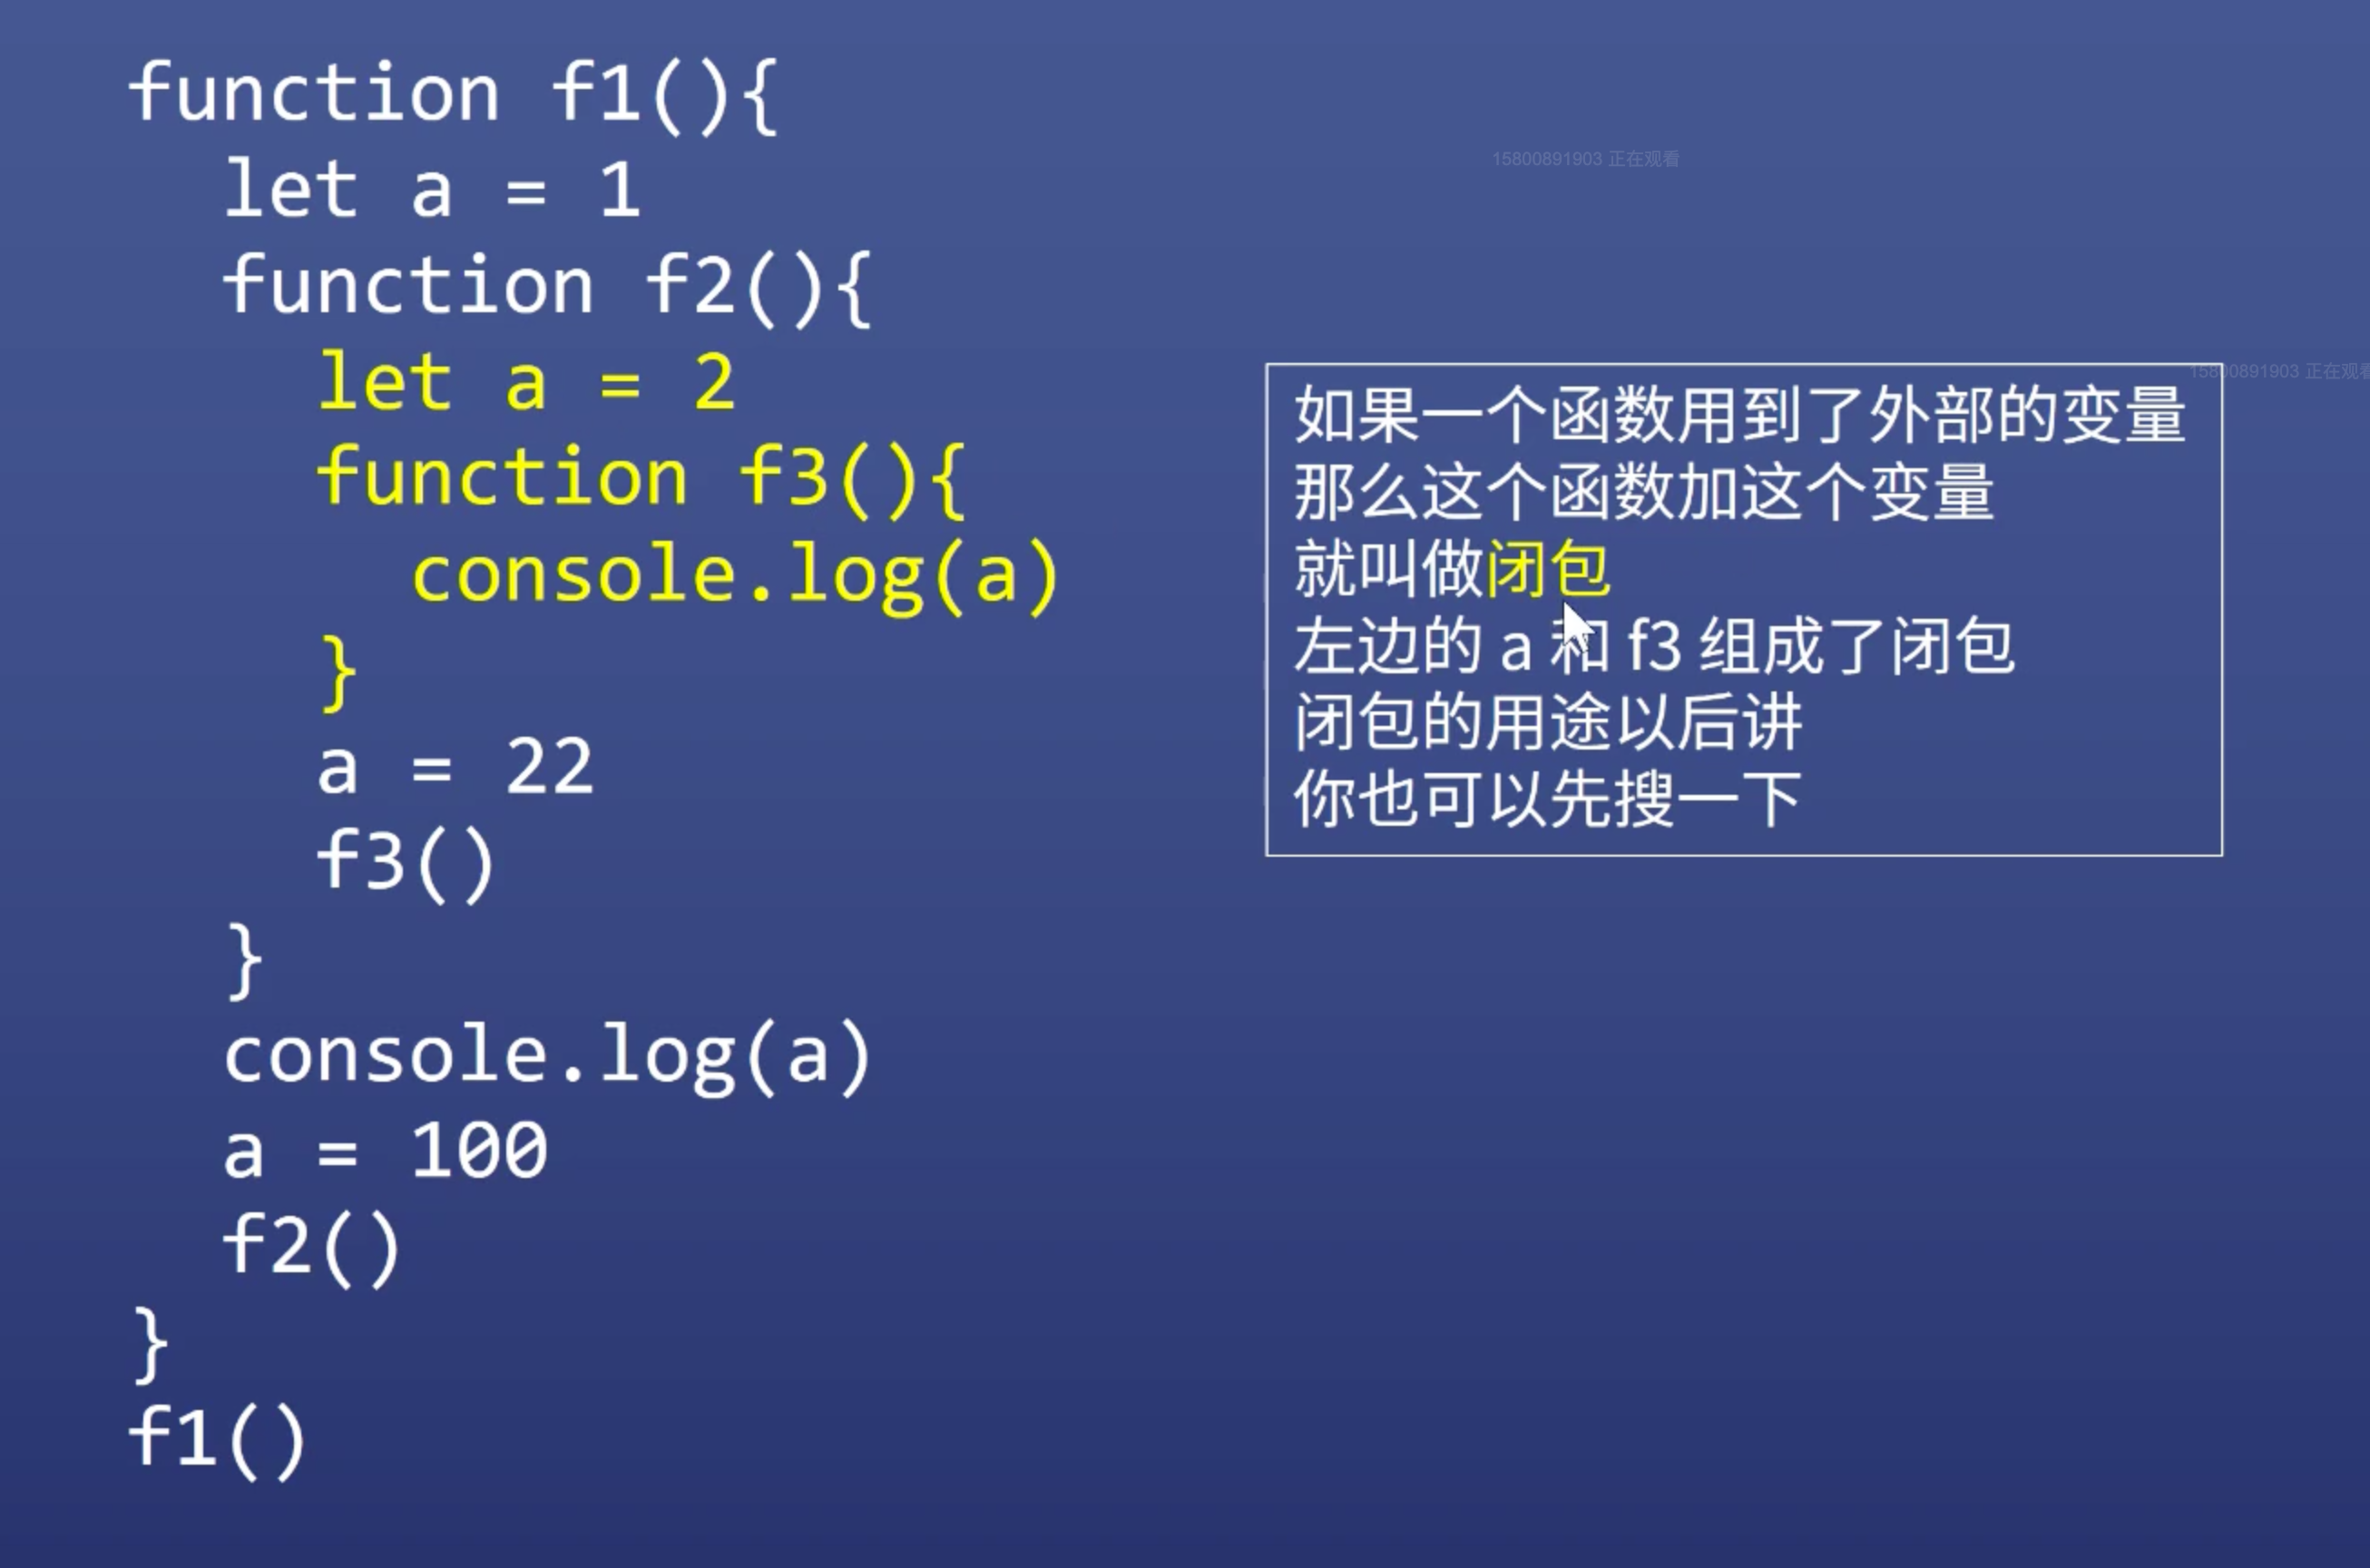 function f1(){
  let a = 1
  function f2(){
    let a = 2
    function f3(){
      console.log(a)
    }
    a = 22
    f3()
  }
  console.log(a)
  a = 100
  f2()
}
f1()
15800891903 正在观看
15800891903 正在观看
如果一个函数用到了外部的变量
那么这个函数加这个变量
就叫做闭包
左边的 a 和 f3 组成了闭包
闭包的用途以后讲
你也可以先搜一下